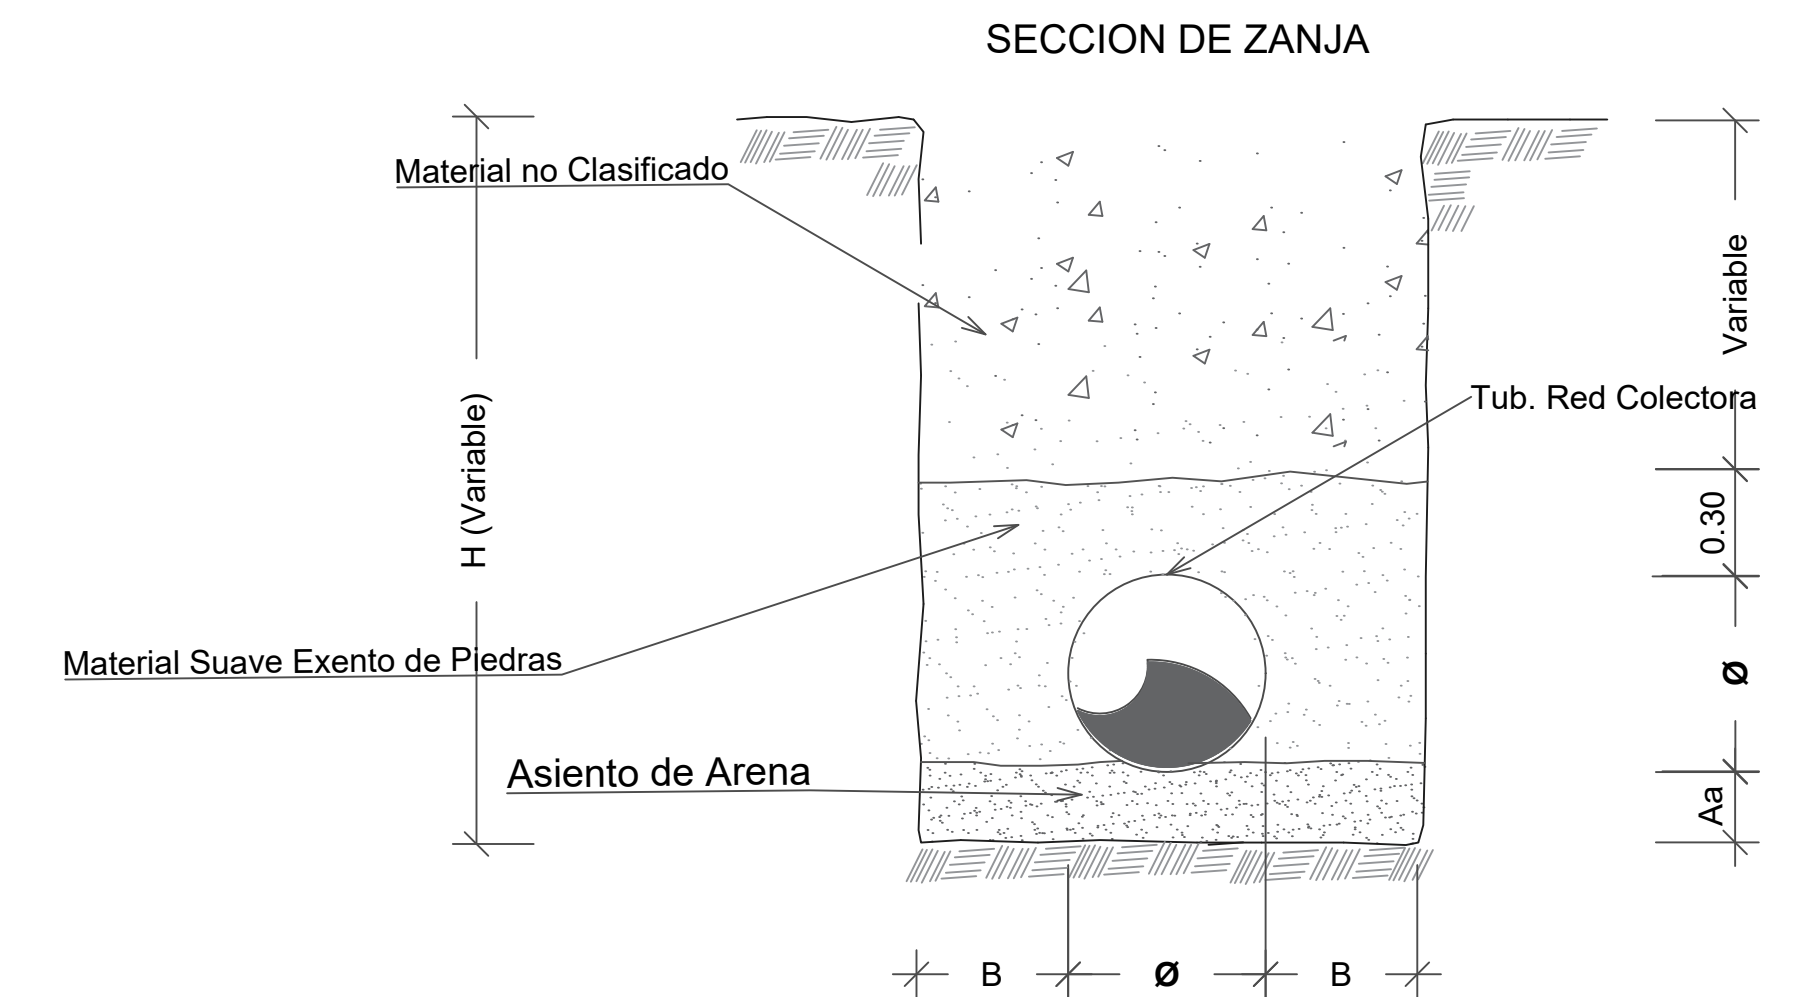 SECCION DE ZANJA
Material no Clasificado
Variable
H (Variable)
Tub. Red Colectora
0.30
Material Suave Exento de Piedras
Ø
Asiento de Arena
Aa
B
Ø
B